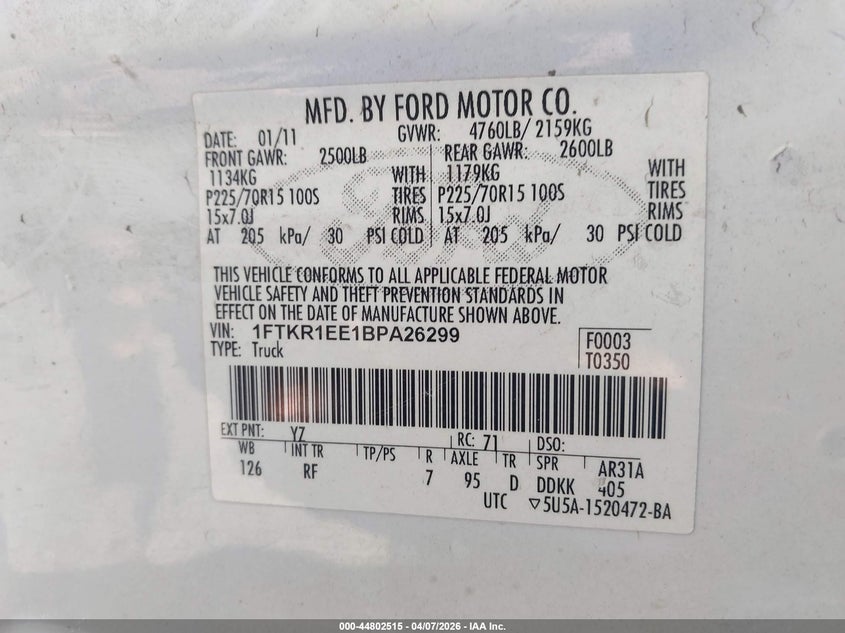 MFD. BY FORD MOTOR CO.
DATE: 01/11 GVWR: 4760LB/ 2159KG
FRONT GAWR: 2500LB REAR GAWR: 2600LB
1134KG WITH 1179KG WITH
P225/70R15 100S TIRES P225/70R15 100S TIRES
15x7.0J RIMS 15x7.0J RIMS
AT 205 kPa/ 30 PSI COLD AT 205 kPa/ 30 PSI COLD
Ford
THIS VEHICLE CONFORMS TO ALL APPLICABLE FEDERAL MOTOR
VEHICLE SAFETY AND THEFT PREVENTION STANDARDS IN
EFFECT ON THE DATE OF MANUFACTURE SHOWN ABOVE.
VIN: 1FTKR1EE1BPA26299 F0003
TYPE: Truck T0350
EXT PNT: YZ RC: 71 DSO:
WB INT TR TP/PS R AXLE TR SPR AR31A
126 RF 7 95 D DDKK 405
UTC ▽5U5A-1520472-BA
000-44802515 - 04/07/2026 - IAA Inc.